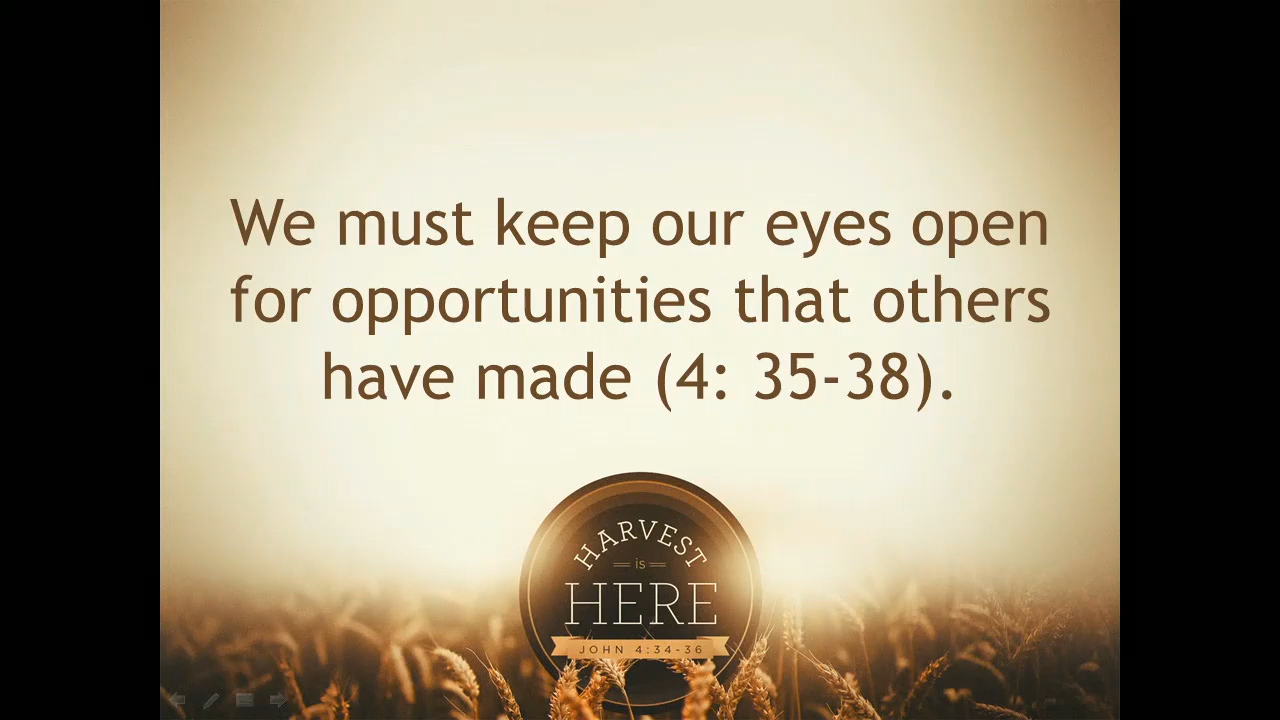 We must keep our eyes open
for opportunities that others
have made (4: 35-38).
HARVEST
is
HERE
JOHN 4:34-36